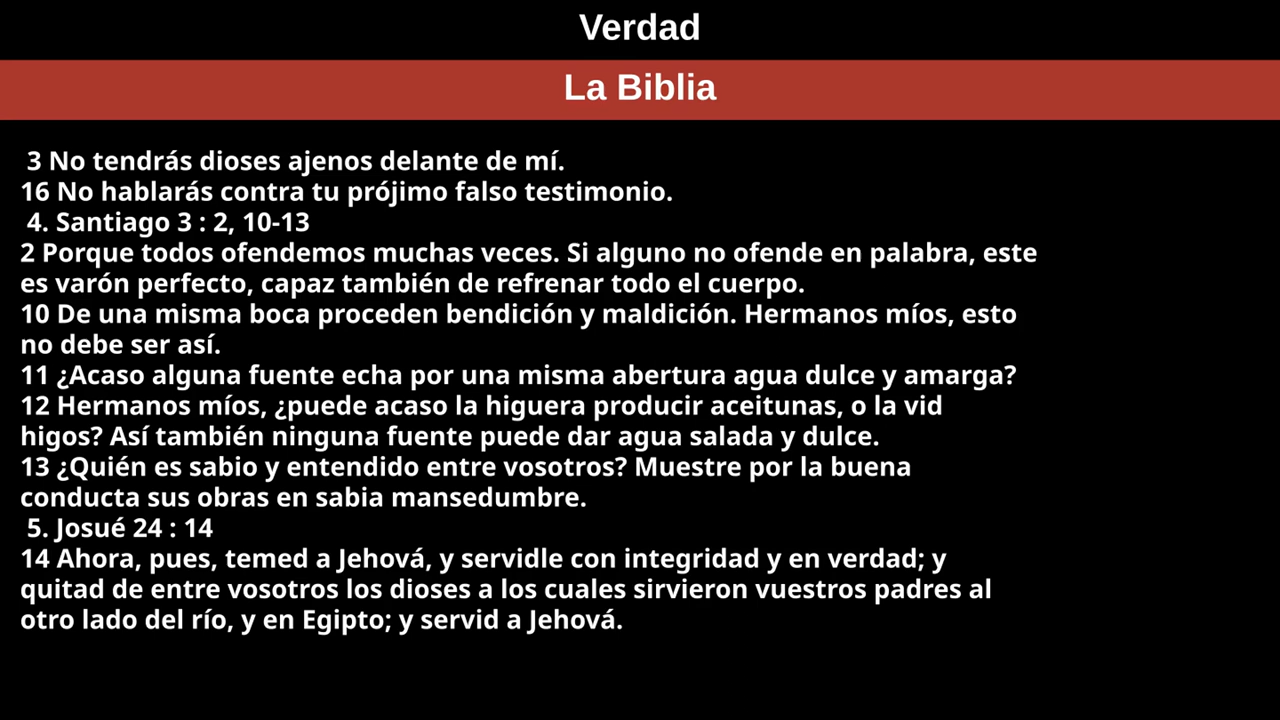 Verdad
La Biblia
3 No tendrás dioses ajenos delante de mí.
16 No hablarás contra tu prójimo falso testimonio.
4. Santiago 3 : 2, 10-13
2 Porque todos ofendemos muchas veces. Si alguno no ofende en palabra, este
es varón perfecto, capaz también de refrenar todo el cuerpo.
10 De una misma boca proceden bendición y maldición. Hermanos míos, esto
no debe ser así.
11 ¿Acaso alguna fuente echa por una misma abertura agua dulce y amarga?
12 Hermanos míos, ¿puede acaso la higuera producir aceitunas, o la vid
higos? Así también ninguna fuente puede dar agua salada y dulce.
13 ¿Quién es sabio y entendido entre vosotros? Muestre por la buena
conducta sus obras en sabia mansedumbre.
5. Josué 24 : 14
14 Ahora, pues, temed a Jehová, y servidle con integridad y en verdad; y
quitad de entre vosotros los dioses a los cuales sirvieron vuestros padres al
otro lado del río, y en Egipto; y servid a Jehová.